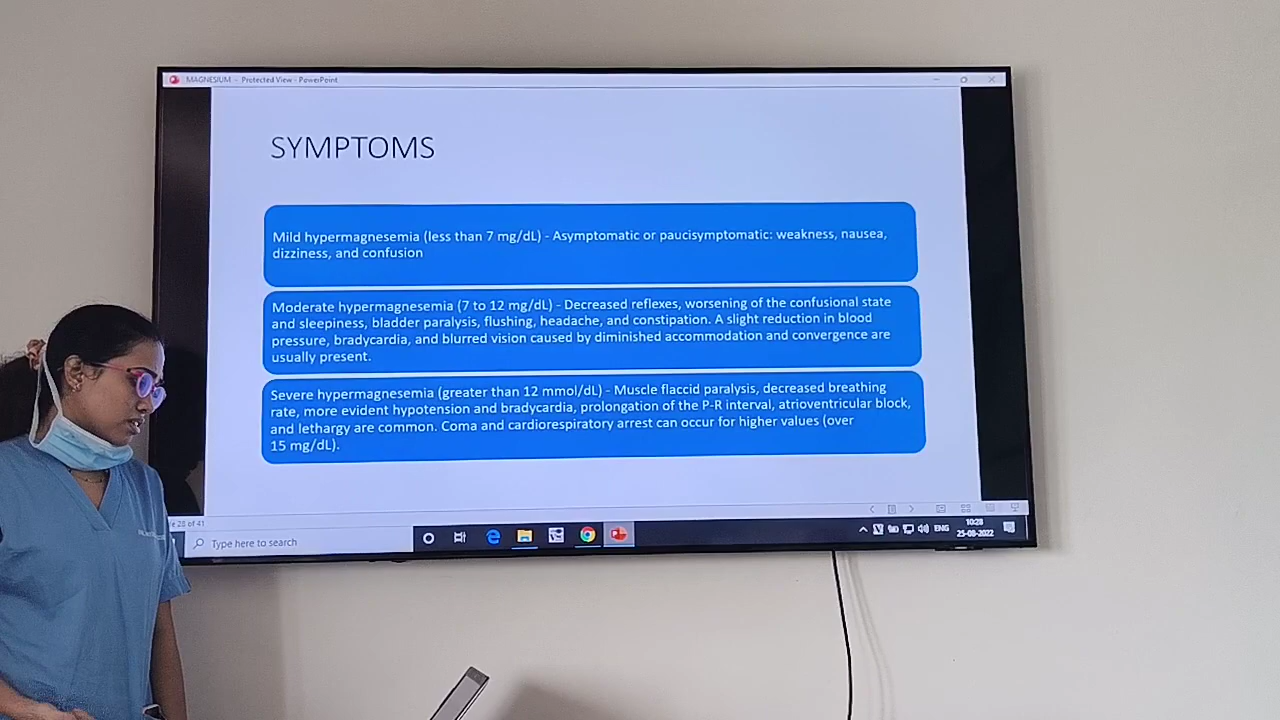 MAGNESIUM - Protected View - PowerPoint
SYMPTOMS
Mild hypermagnesemia (less than 7 mg/dL) - Asymptomatic or paucisymptomatic: weakness, nausea,
dizziness, and confusion
Moderate hypermagnesemia (7 to 12 mg/dL) - Decreased reflexes, worsening of the confusional state
and sleepiness, bladder paralysis, flushing, headache, and constipation. A slight reduction in blood
pressure, bradycardia, and blurred vision caused by diminished accommodation and convergence are
usually present.
Severe hypermagnesemia (greater than 12 mmol/dL) - Muscle flaccid paralysis, decreased breathing
rate, more evident hypotension and bradycardia, prolongation of the P-R interval, atrioventricular block,
and lethargy are common. Coma and cardiorespiratory arrest can occur for higher values (over
15 mg/dL).
28 of 41
Type here to search
ENG
10:28
25-08-2022